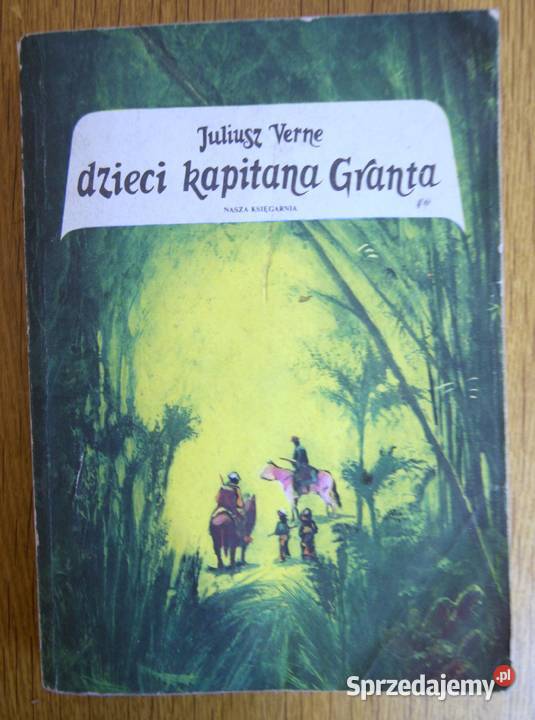 Juliusz Verne
dzieci kapitana Granta
NASZA KSIĘGARNIA
Sprzedajemy.pl